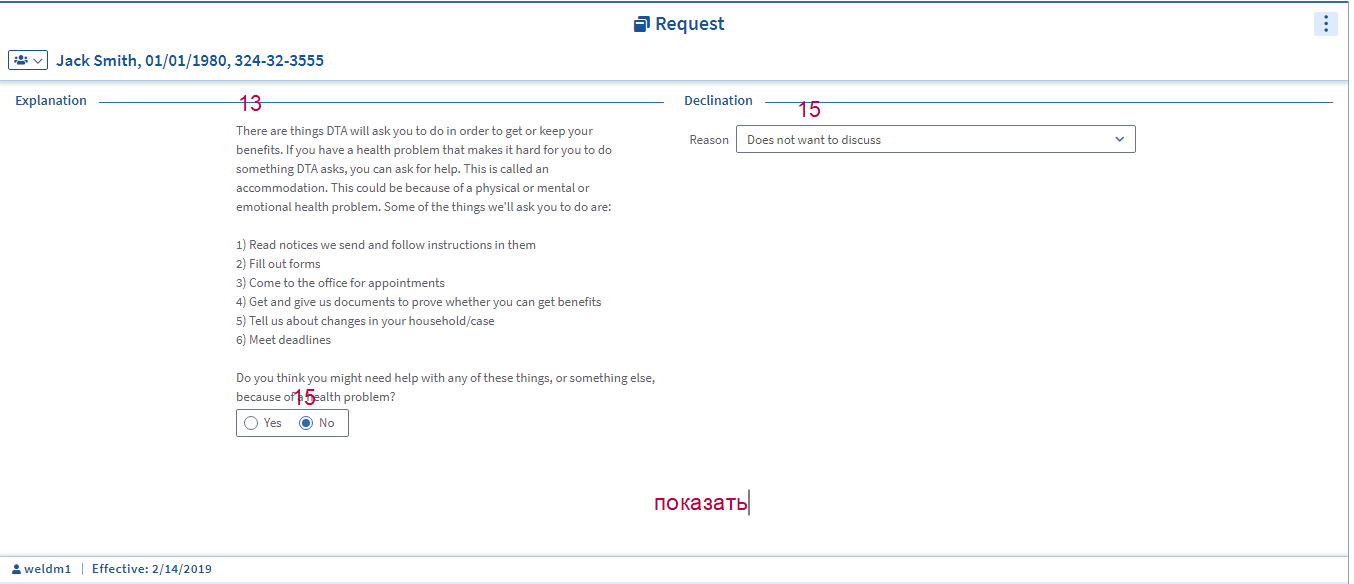 Request
Jack Smith, 01/01/1980, 324-32-3555
Explanation
13
There are things DTA will ask you to do in order to get or keep your
benefits. If you have a health problem that makes it hard for you to do
something DTA asks, you can ask for help. This is called an
accommodation. This could be because of a physical or mental or
emotional health problem. Some of the things we'll ask you to do are:
1) Read notices we send and follow instructions in them
2) Fill out forms
3) Come to the office for appointments
4) Get and give us documents to prove whether you can get benefits
5) Tell us about changes in your household/case
6) Meet deadlines
Do you think you might need help with any of these things, or something else,
because of a health problem?
15
Yes No
Declination
15
Reason Does not want to discuss
показать
weldm1 | Effective: 2/14/2019